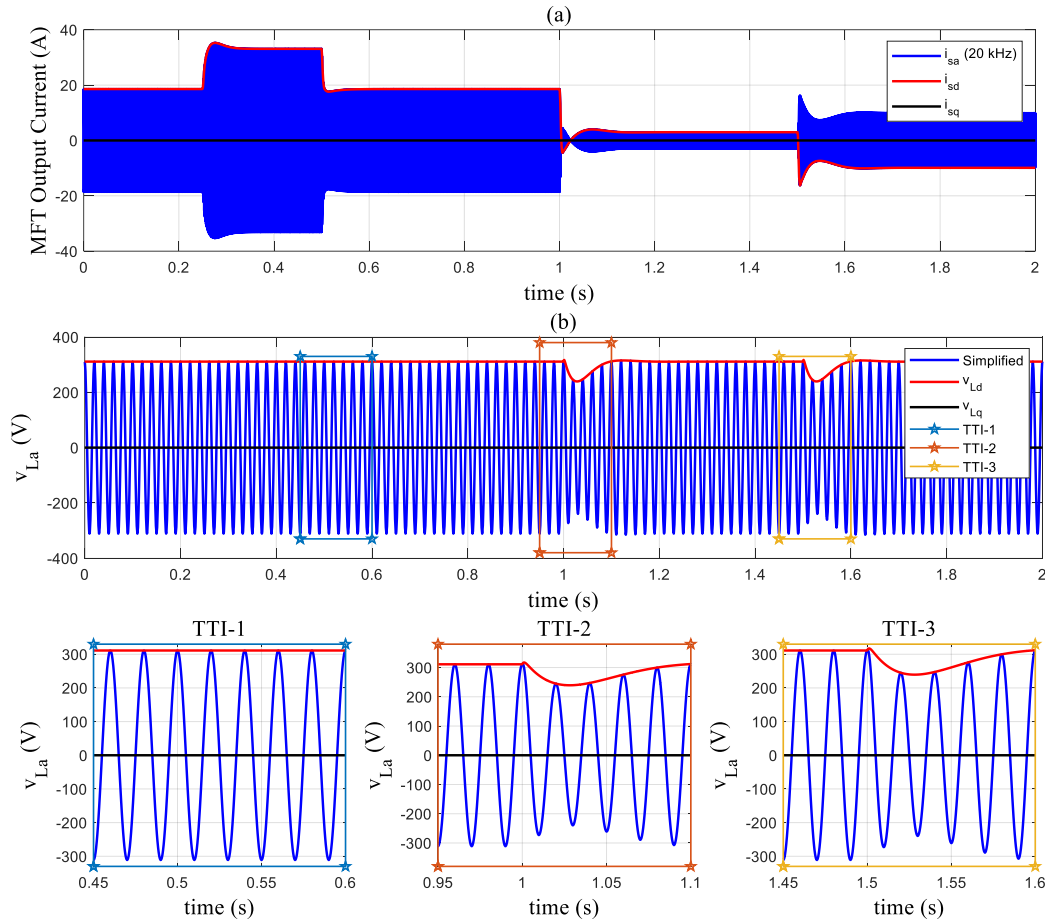 (a)
MFT Output Current (A)
40
20
0
-20
-40
i_sa (20 kHz)
i_sd
i_sq
0 0.2 0.4 0.6 0.8 1 1.2 1.4 1.6 1.8 2
time (s)
(b)
v_La (V)
400
200
0
-200
-400
Simplified
v_Ld
v_Lq
TTI-1
TTI-2
TTI-3
0 0.2 0.4 0.6 0.8 1 1.2 1.4 1.6 1.8 2
time (s)
TTI-1
v_La (V)
300
200
100
0
-100
-200
-300
0.45 0.5 0.55 0.6
time (s)
TTI-2
v_La (V)
300
200
100
0
-100
-200
-300
0.95 1 1.05 1.1
time (s)
TTI-3
v_La (V)
300
200
100
0
-100
-200
-300
1.45 1.5 1.55 1.6
time (s)